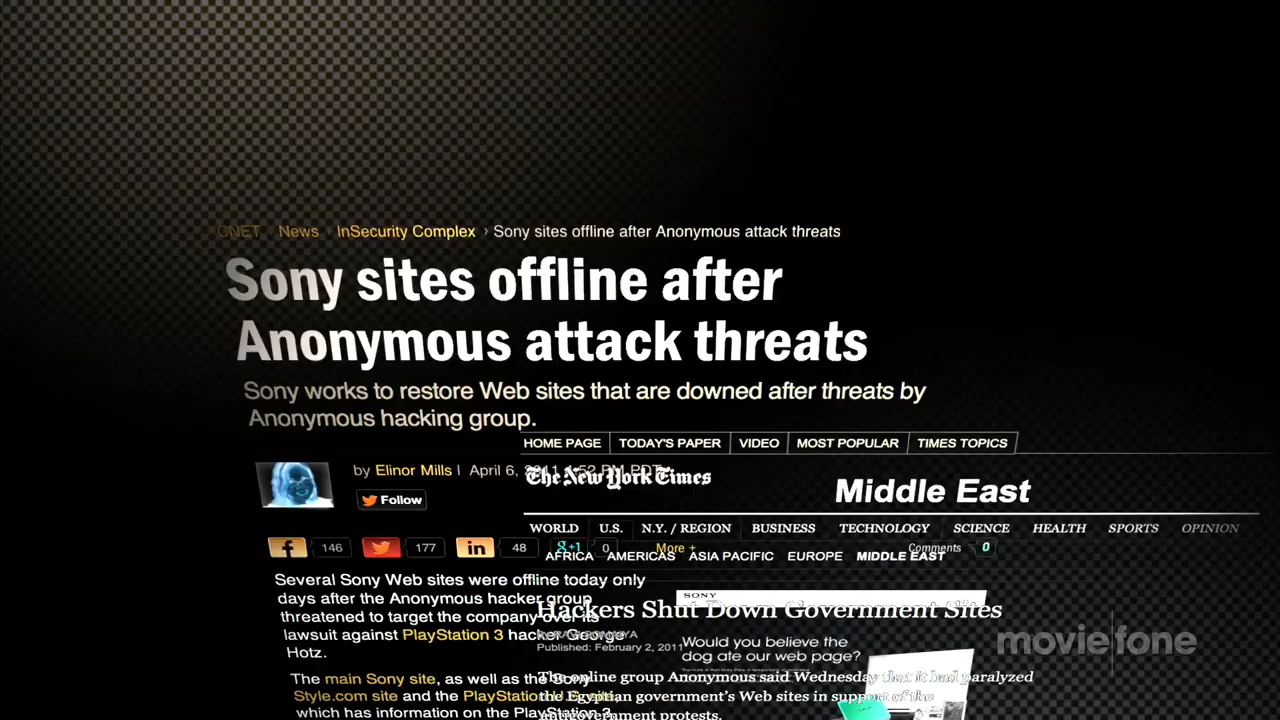 CNET › News › InSecurity Complex › Sony sites offline after Anonymous attack threats
Sony sites offline after
Anonymous attack threats
Sony works to restore Web sites that are downed after threats by
Anonymous hacking group.
HOME PAGE TODAY'S PAPER VIDEO MOST POPULAR TIMES TOPICS
by Elinor Mills | April 6, 2011 PM PDT
The New York Times
Middle East
Follow
WORLD U.S. N.Y. / REGION BUSINESS TECHNOLOGY SCIENCE HEALTH SPORTS OPINION
146 177 48 g+1 0 More + Comments 0
AFRICA AMERICAS ASIA PACIFIC EUROPE MIDDLE EAST
Several Sony Web sites were offline today only
days after the Anonymous hacker group
threatened to target the company over its
lawsuit against PlayStation 3 hacker George
Hotz.
The main Sony site, as well as the Sony
Style.com site and the PlayStation
which has information on the PlayStation 3,
SONY
Hackers Shut Down Government Sites
Published: February 2, 2011
Would you believe the
dog ate our web page?
The online group Anonymous said Wednesday that it had paralyzed
the Egyptian government's Web sites in support of the
antigovernment protests.
moviefone